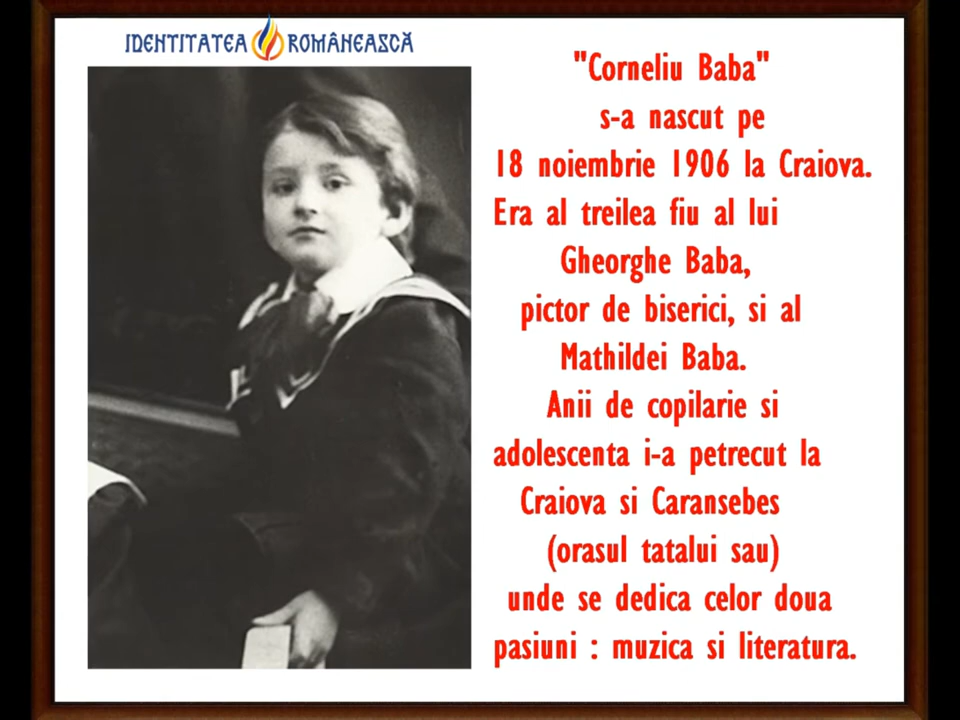 IDENTITATEA ROMÂNEASCĂ
"Corneliu Baba"
s-a nascut pe
18 noiembrie 1906 la Craiova.
Era al treilea fiu al lui
Gheorghe Baba,
pictor de biserici, si al
Mathildei Baba.
Anii de copilarie si
adolescenta i-a petrecut la
Craiova si Caransebes
(orasul tatalui sau)
unde se dedica celor doua
pasiuni : muzica si literatura.